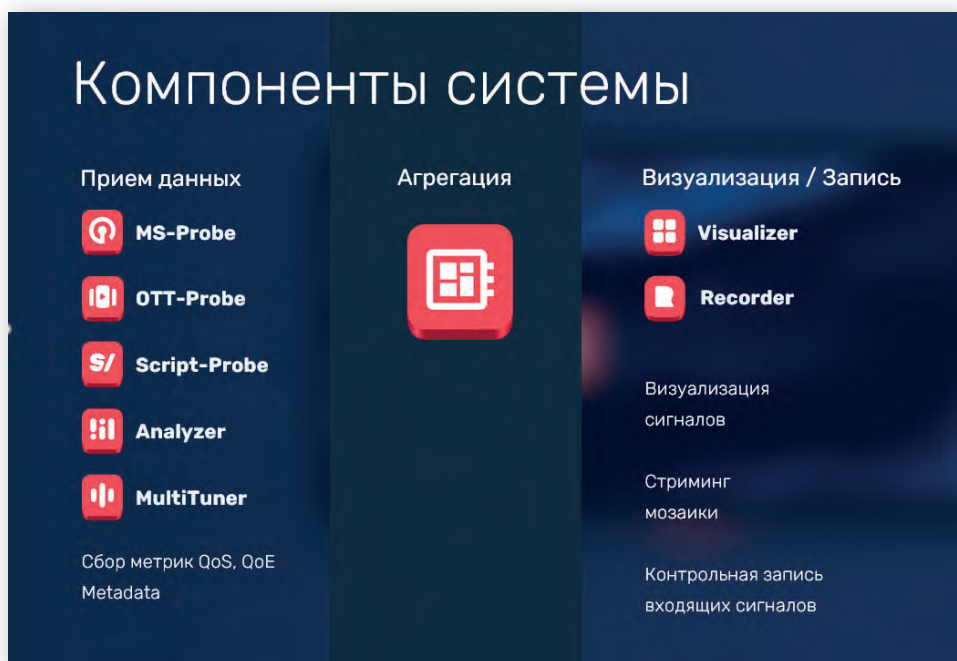 Компоненты системы
Прием данных
MS-Probe
OTT-Probe
Script-Probe
Analyzer
MultiTuner
Сбор метрик QoS, QoE
Metadata
Агрегация
Визуализация / Запись
Visualizer
Recorder
Визуализация
сигналов
Стриминг
мозаики
Контрольная запись
входящих сигналов